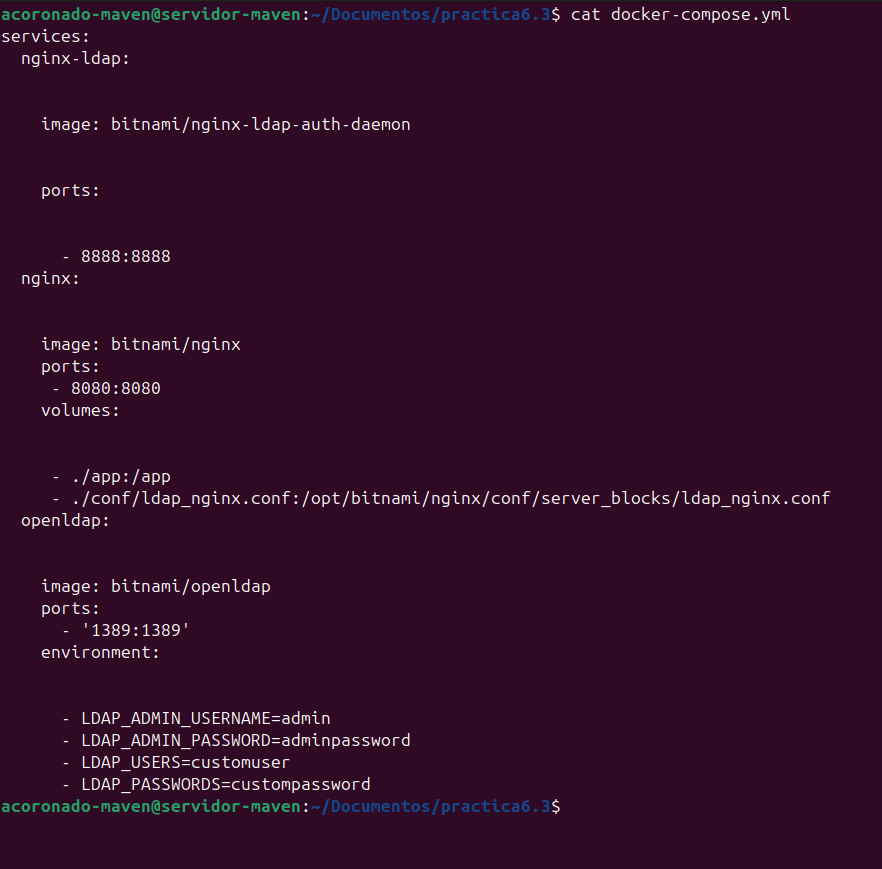 acoronado-maven@servidor-maven:~/Documentos/practica6.3$ cat docker-compose.yml
services:
  nginx-ldap:
    image: bitnami/nginx-ldap-auth-daemon
    ports:
      - 8888:8888
  nginx:
    image: bitnami/nginx
    ports:
     - 8080:8080
    volumes:
     - ./app:/app
     - ./conf/ldap_nginx.conf:/opt/bitnami/nginx/conf/server_blocks/ldap_nginx.conf
  openldap:
    image: bitnami/openldap
    ports:
      - '1389:1389'
    environment:
      - LDAP_ADMIN_USERNAME=admin
      - LDAP_ADMIN_PASSWORD=adminpassword
      - LDAP_USERS=customuser
      - LDAP_PASSWORDS=custompassword
acoronado-maven@servidor-maven:~/Documentos/practica6.3$